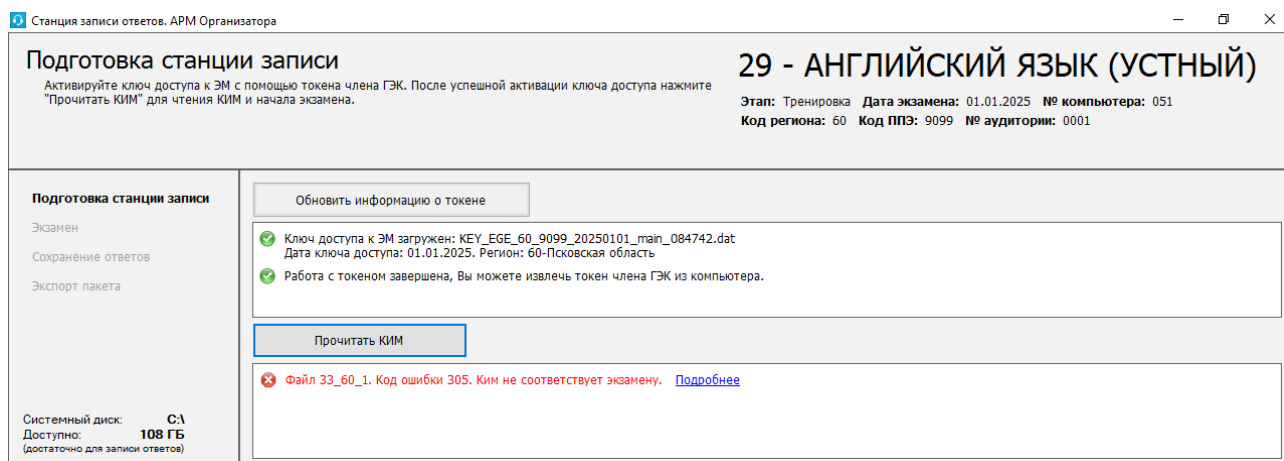 Станция записи ответов. АРМ Организатора
Подготовка станции записи
Активируйте ключ доступа к ЭМ с помощью токена члена ГЭК. После успешной активации ключа доступа нажмите
"Прочитать КИМ" для чтения КИМ и начала экзамена.
29 - АНГЛИЙСКИЙ ЯЗЫК (УСТНЫЙ)
Этап: Тренировка Дата экзамена: 01.01.2025 № компьютера: 051
Код региона: 60 Код ППЭ: 9099 № аудитории: 0001
Подготовка станции записи
Экзамен
Сохранение ответов
Экспорт пакета
Системный диск: C:\
Доступно: 108 ГБ
(достаточно для записи ответов)
Обновить информацию о токене
Ключ доступа к ЭМ загружен: KEY_EGE_60_9099_20250101_main_084742.dat
Дата ключа доступа: 01.01.2025. Регион: 60-Псковская область
Работа с токеном завершена, Вы можете извлечь токен члена ГЭК из компьютера.
Прочитать КИМ
Файл 33_60_1. Код ошибки 305. Ким не соответствует экзамену. Подробнее